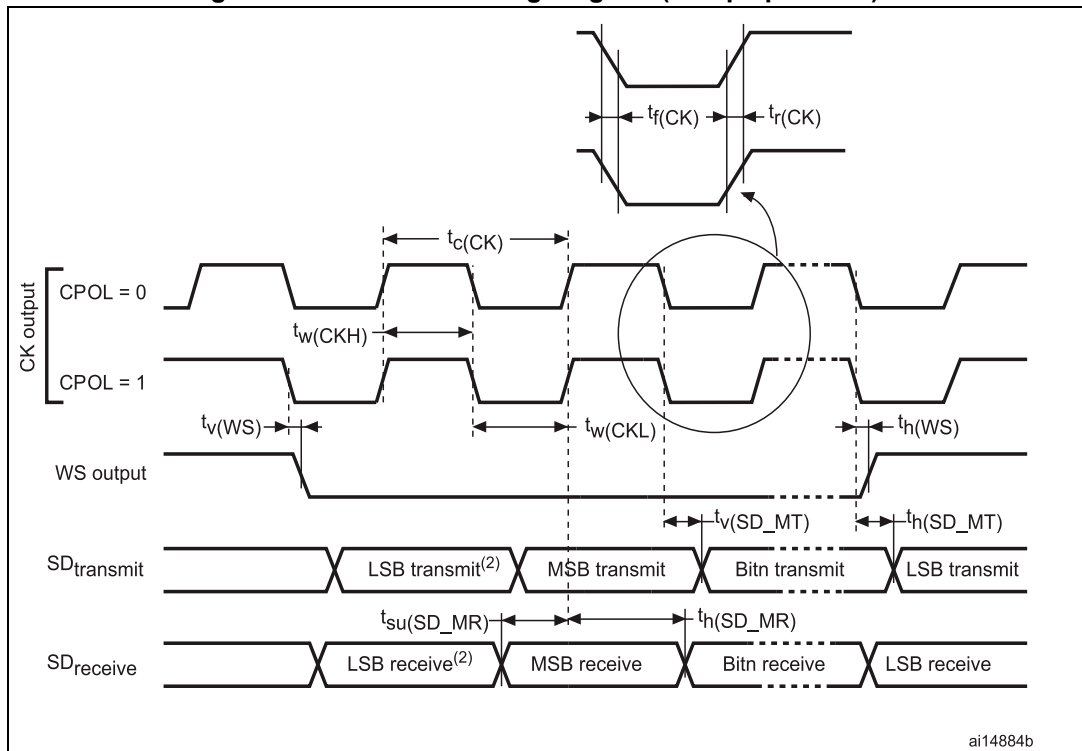 tf(CK) tr(CK)
tc(CK)
CK output
CPOL = 0
tw(CKH)
CPOL = 1
tv(WS) tw(CKL) th(WS)
WS output
tv(SD_MT) th(SD_MT)
SDtransmit LSB transmit(2) MSB transmit Bitn transmit LSB transmit
tsu(SD_MR) th(SD_MR)
SDreceive LSB receive(2) MSB receive Bitn receive LSB receive
ai14884b